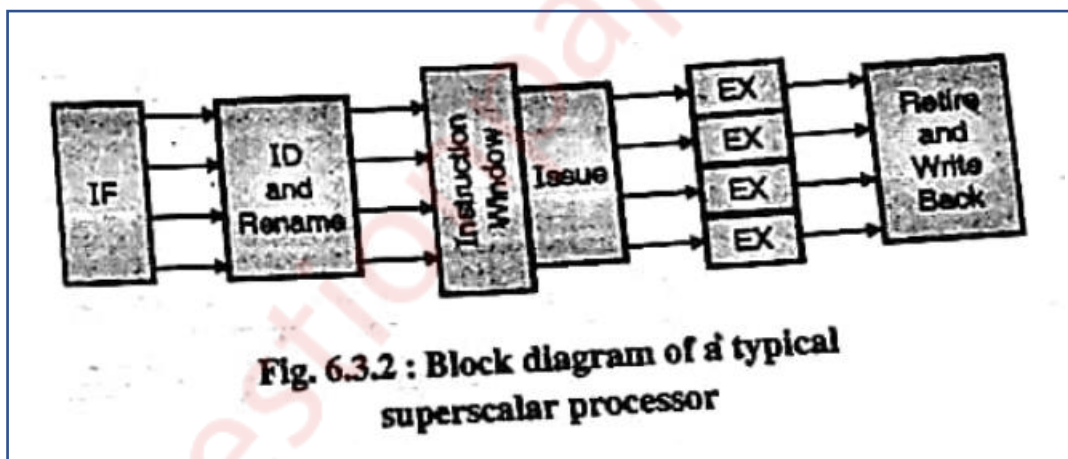 IF
ID
and
Rename
Instruction
Window
Issue
EX
EX
EX
EX
Retire
and
Write
Back
Fig. 6.3.2 : Block diagram of a typical
superscalar processor